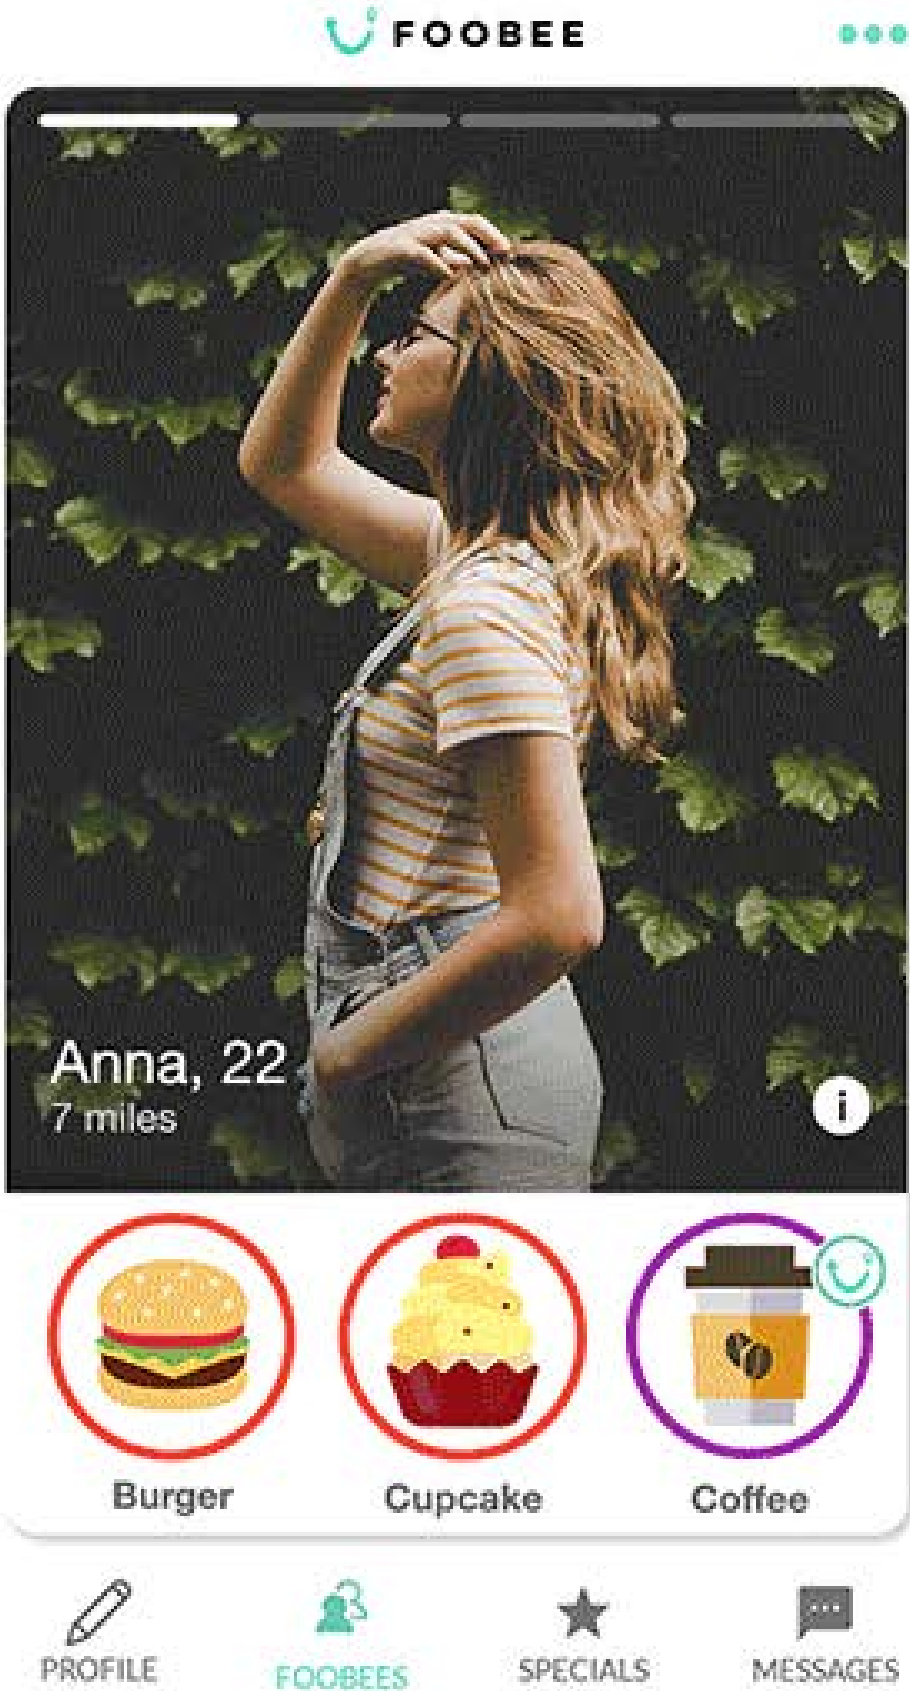 FOOBEE
Anna, 22
7 miles
i
Burger
Cupcake
Coffee
PROFILE
FOOBEES
SPECIALS
MESSAGES